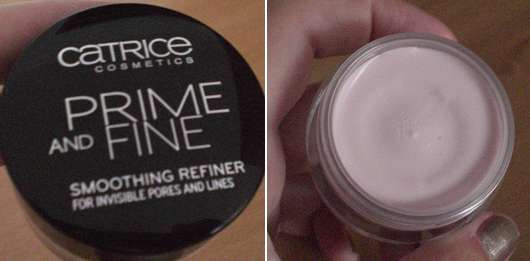 CATRICE
COSMETICS
PRIME
AND FINE
SMOOTHING REFINER
FOR INVISIBLE PORES AND LINES